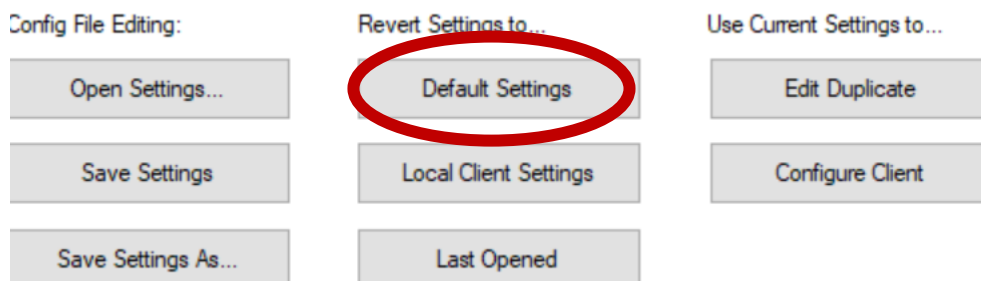 Config File Editing:
Revert Settings to...
Use Current Settings to...
Open Settings...
Default Settings
Edit Duplicate
Save Settings
Local Client Settings
Configure Client
Save Settings As...
Last Opened